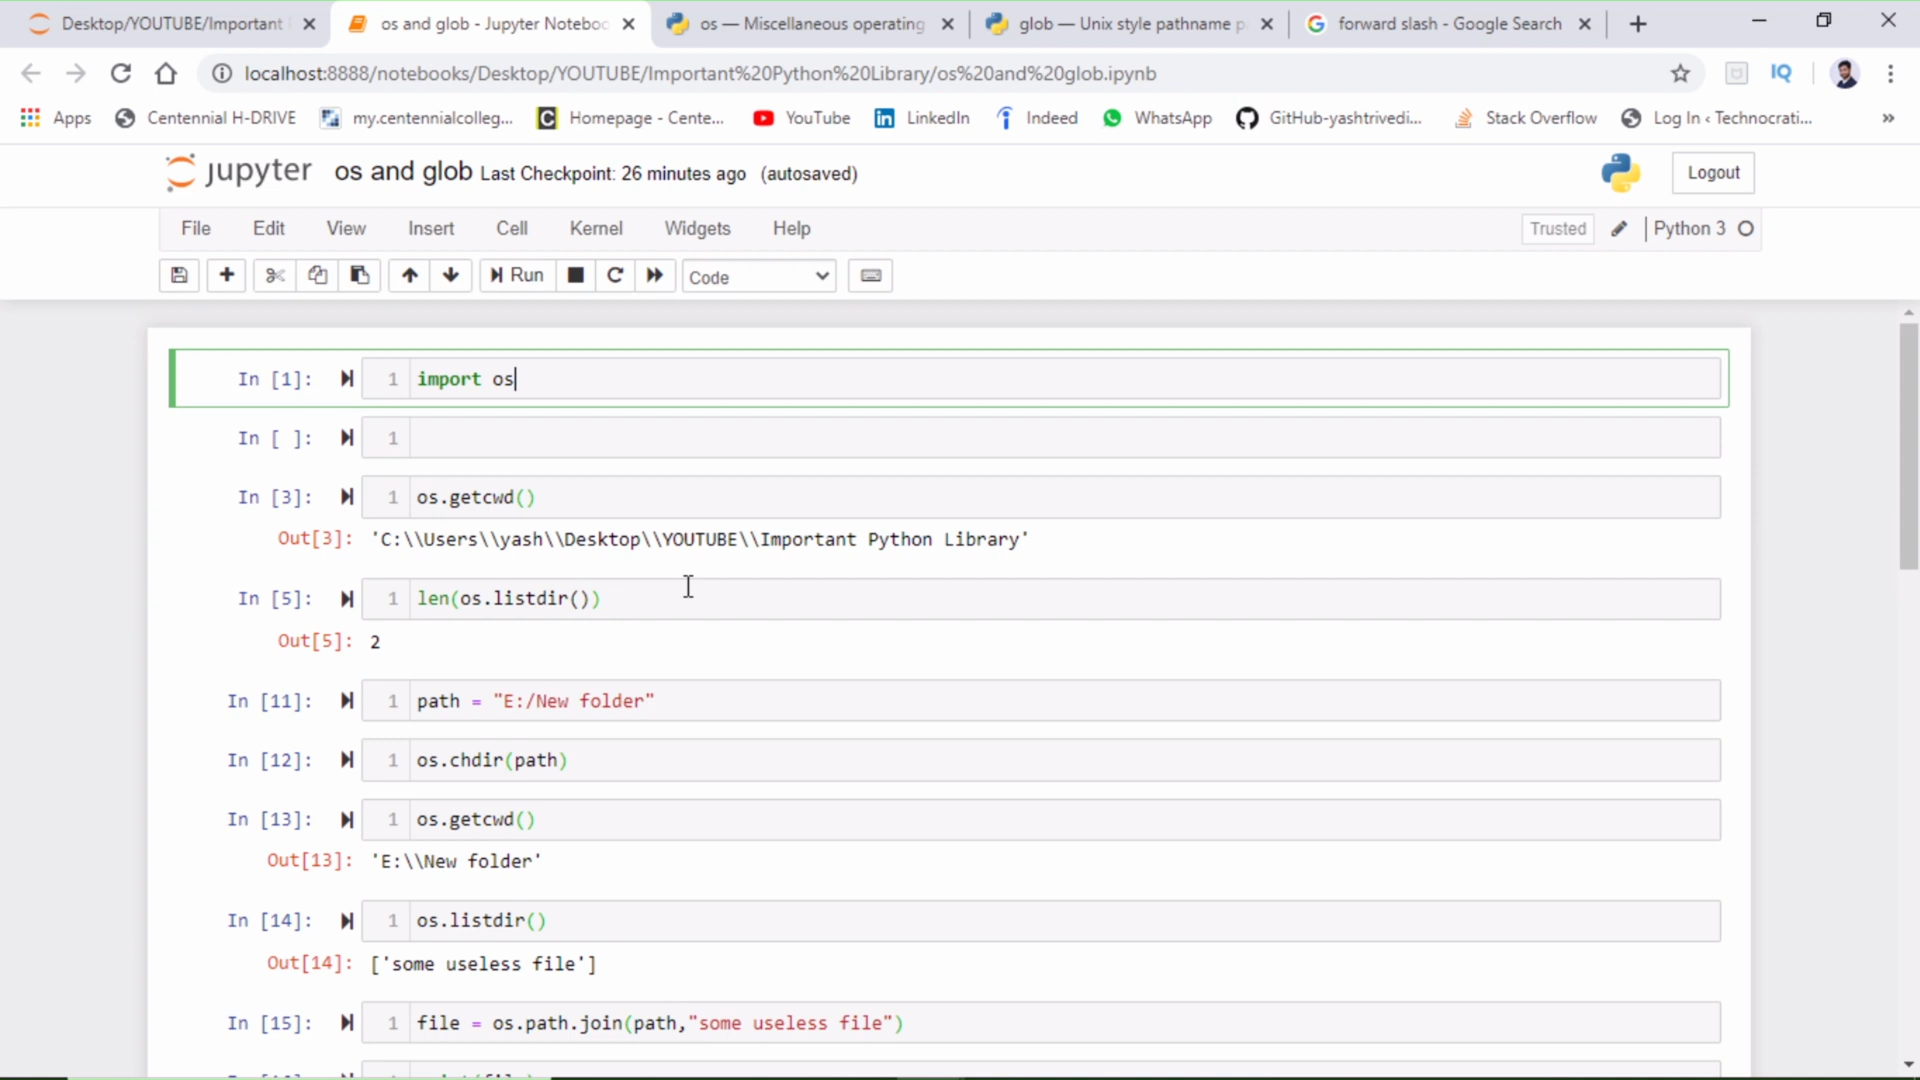 Desktop/YOUTUBE/Important
os and glob - Jupyter Noteboo
os — Miscellaneous operating
glob — Unix style pathname p
forward slash - Google Search
localhost:8888/notebooks/Desktop/YOUTUBE/Important%20Python%20Library/os%20and%20glob.ipynb
IQ
Apps
Centennial H-DRIVE
my.centennialcolleg...
Homepage - Cente...
YouTube
LinkedIn
Indeed
WhatsApp
GitHub-yashtrivedi...
Stack Overflow
Log In ‹ Technocrati...
»
jupyter os and glob Last Checkpoint: 26 minutes ago (autosaved)
Logout
File Edit View Insert Cell Kernel Widgets Help
Trusted
Python 3
Run
Code
In [1]: 1 import os
In [ ]: 1
In [3]: 1 os.getcwd()
Out[3]: 'C:\\Users\\yash\\Desktop\\YOUTUBE\\Important Python Library'
In [5]: 1 len(os.listdir())
Out[5]: 2
In [11]: 1 path = "E:/New folder"
In [12]: 1 os.chdir(path)
In [13]: 1 os.getcwd()
Out[13]: 'E:\\New folder'
In [14]: 1 os.listdir()
Out[14]: ['some useless file']
In [15]: 1 file = os.path.join(path,"some useless file")